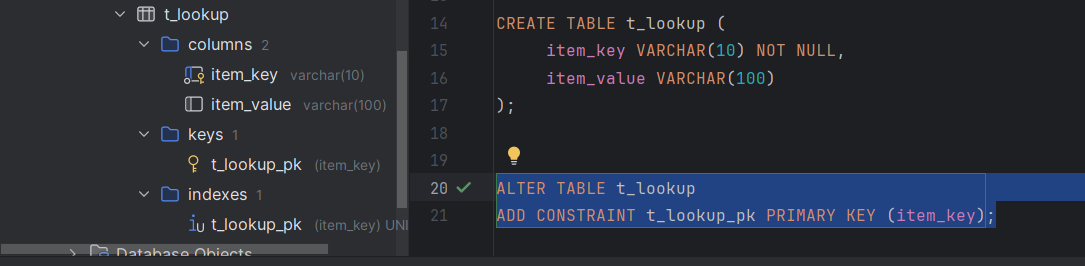 t_lookup
columns 2
item_key varchar(10)
item_value varchar(100)
keys 1
t_lookup_pk (item_key)
indexes 1
t_lookup_pk (item_key) UNI
Database Objects
14
15
16
17
18
19
20
21
CREATE TABLE t_lookup (
item_key VARCHAR(10) NOT NULL,
item_value VARCHAR(100)
);
ALTER TABLE t_lookup
ADD CONSTRAINT t_lookup_pk PRIMARY KEY (item_key);